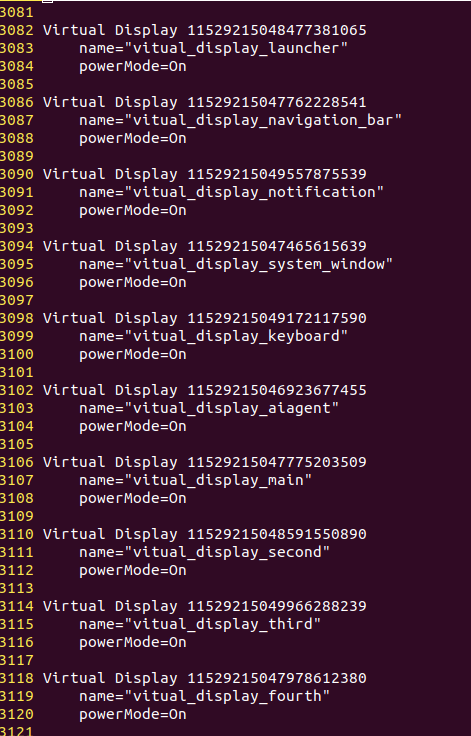 3081
3082 Virtual Display 11529215048477381065
3083     name="vitual_display_launcher"
3084     powerMode=On
3085
3086 Virtual Display 11529215047762228541
3087     name="vitual_display_navigation_bar"
3088     powerMode=On
3089
3090 Virtual Display 11529215049557875539
3091     name="vitual_display_notification"
3092     powerMode=On
3093
3094 Virtual Display 11529215047465615639
3095     name="vitual_display_system_window"
3096     powerMode=On
3097
3098 Virtual Display 11529215049172117590
3099     name="vitual_display_keyboard"
3100     powerMode=On
3101
3102 Virtual Display 11529215046923677455
3103     name="vitual_display_aiagent"
3104     powerMode=On
3105
3106 Virtual Display 11529215047775203509
3107     name="vitual_display_main"
3108     powerMode=On
3109
3110 Virtual Display 11529215048591550890
3111     name="vitual_display_second"
3112     powerMode=On
3113
3114 Virtual Display 11529215049966288239
3115     name="vitual_display_third"
3116     powerMode=On
3117
3118 Virtual Display 11529215047978612380
3119     name="vitual_display_fourth"
3120     powerMode=On
3121